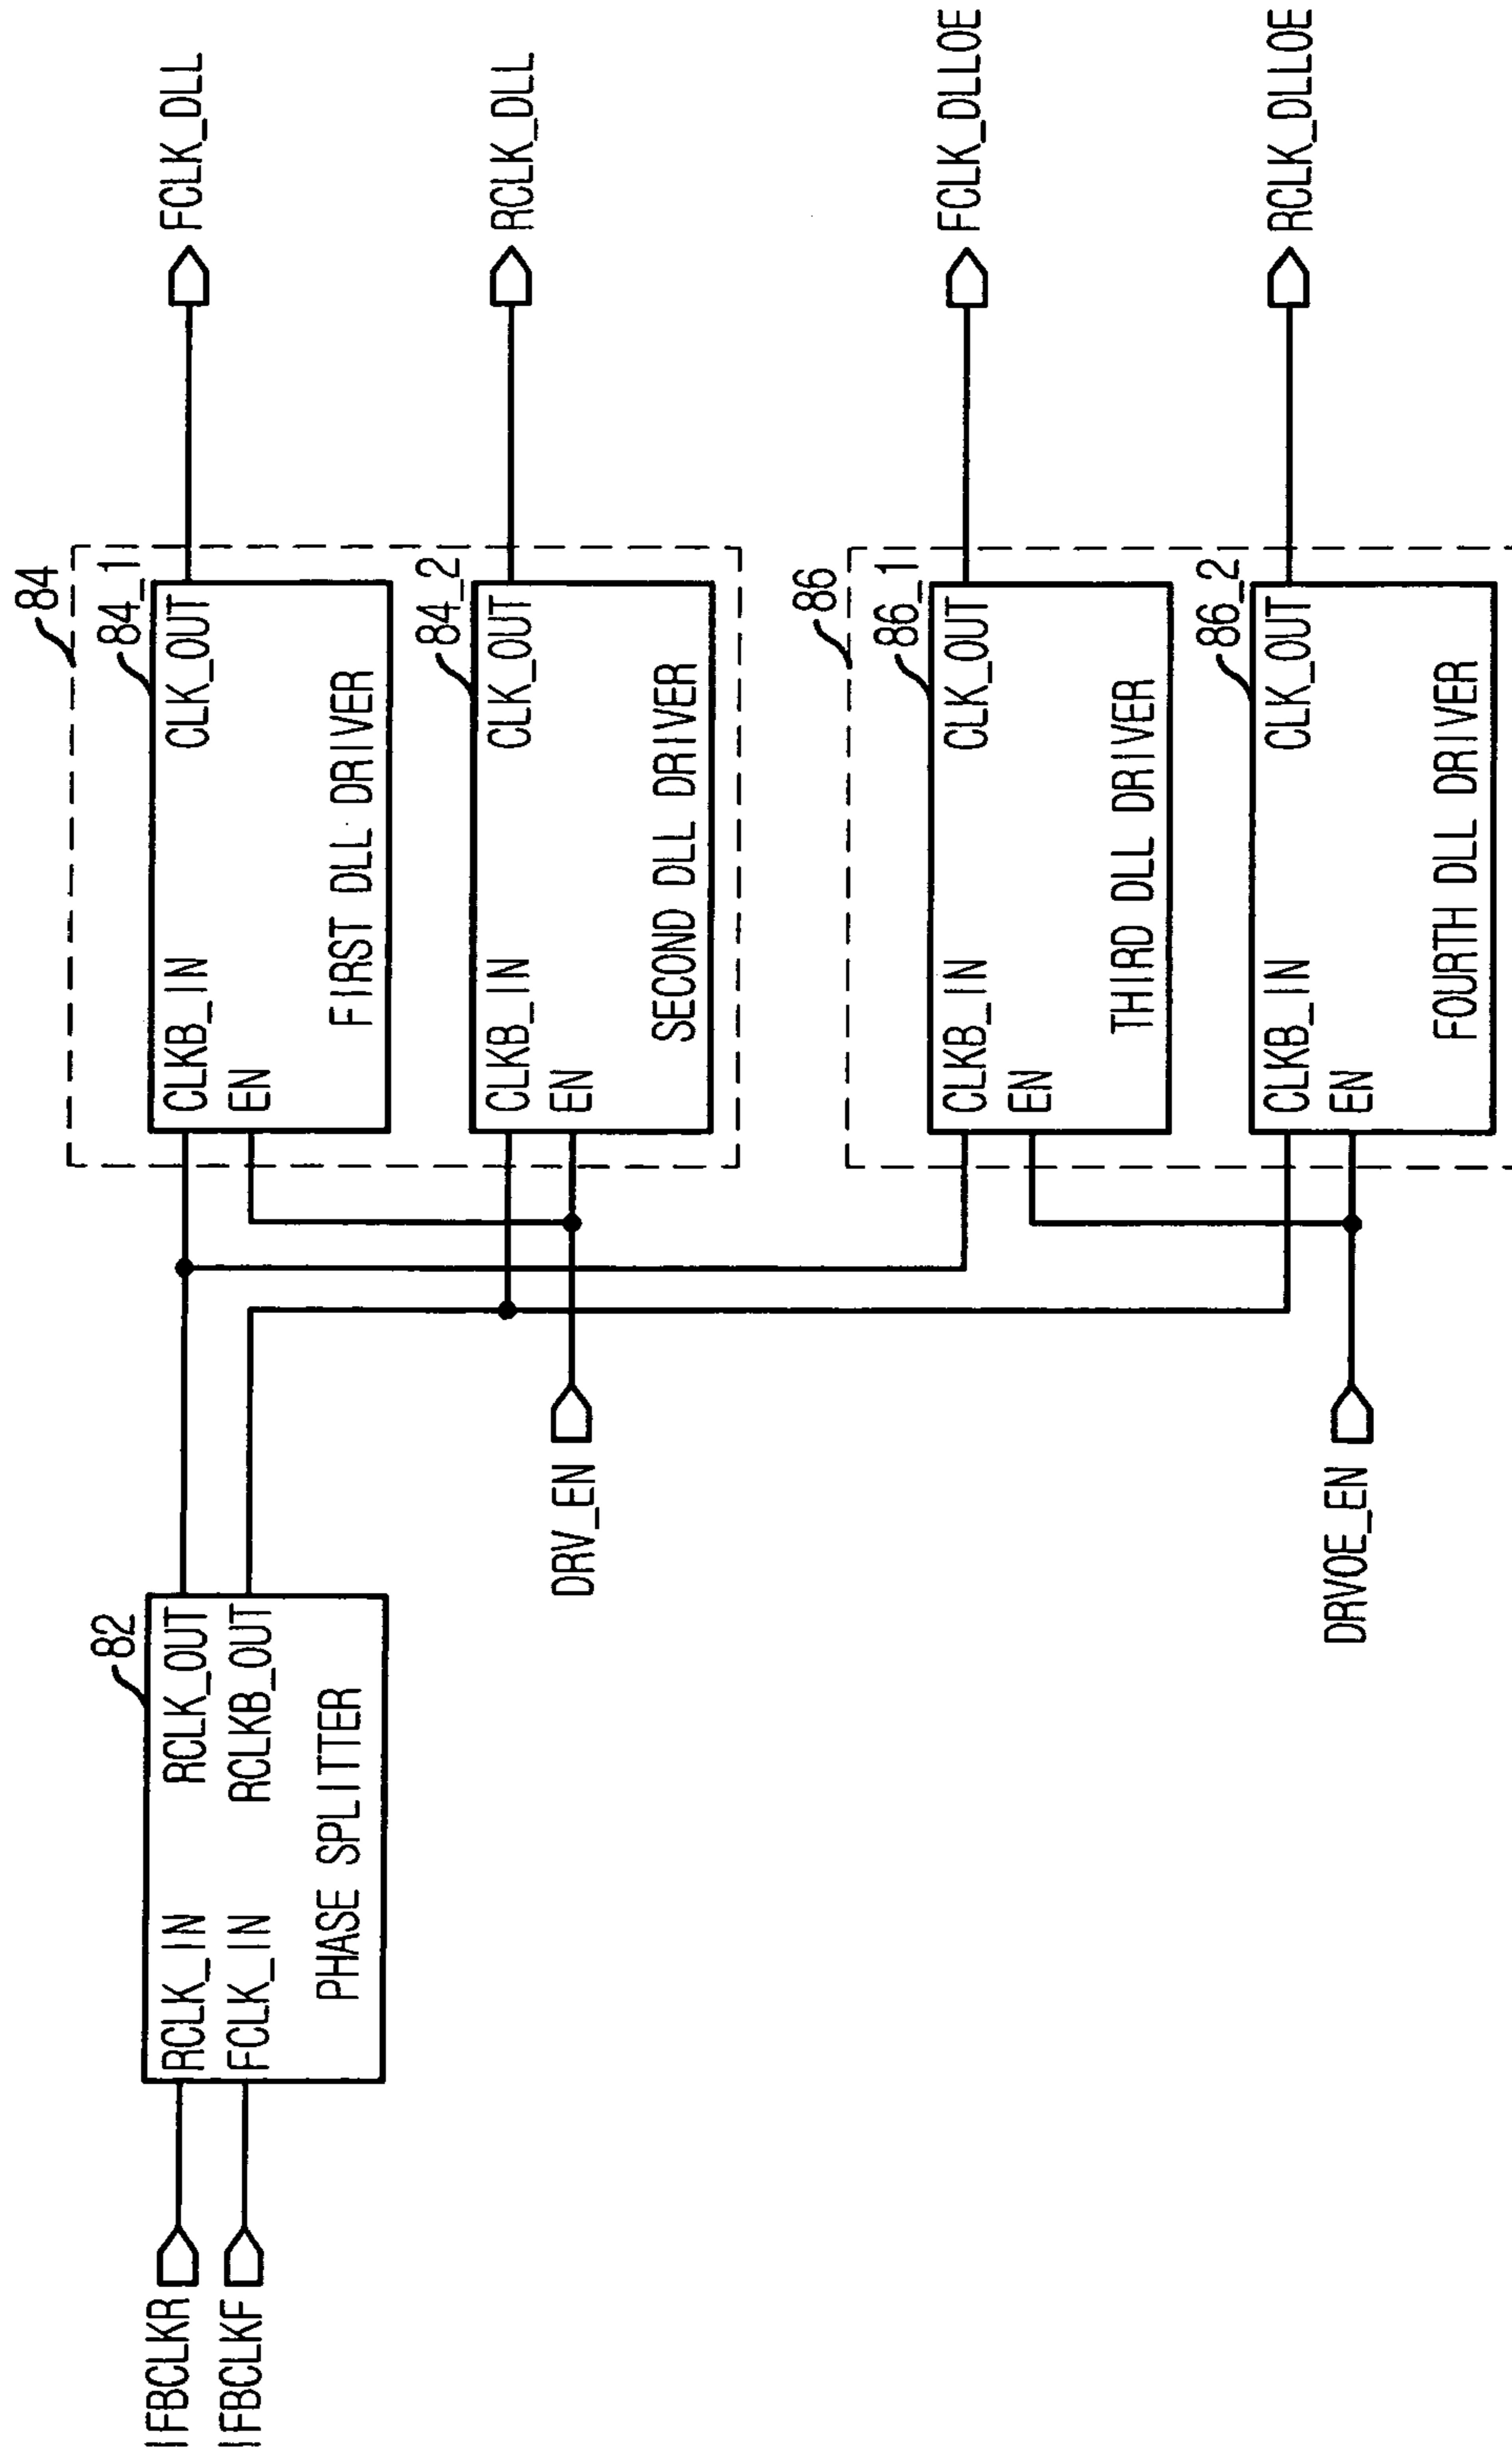 IFBCLKR
IFBCLKF
82
RCLK_IN
RCLK_OUT
FCLK_IN
RCLKB_OUT
PHASE SPLITTER
DRV_EN
DRVOE_EN
84
84_1
CLKB_IN
CLK_OUT
EN
FIRST DLL DRIVER
FCLK_DLL
84_2
CLKB_IN
CLK_OUT
EN
SECOND DLL DRIVER
RCLK_DLL
86
86_1
CLKB_IN
CLK_OUT
EN
THIRD DLL DRIVER
FCLK_DLLOE
86_2
CLKB_IN
CLK_OUT
EN
FOURTH DLL DRIVER
RCLK_DLLOE